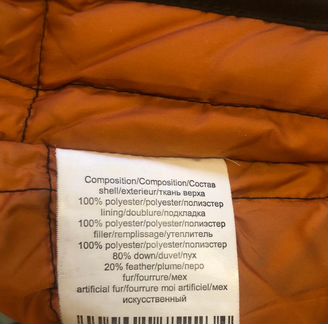 Composition/Composition/Состав
shell/exterieur/ткань верха
100% polyester/polyester/полиэстер
lining/doublure/подкладка
100% polyester/polyester/полиэстер
filler/remplissage/утеплитель
100% polyester/polyester/полиэстер
80% down/duvet/пух
20% feather/plume/перо
fur/fourrure/мех
artificial fur/fourrure moi artificiel/мех
искусственный